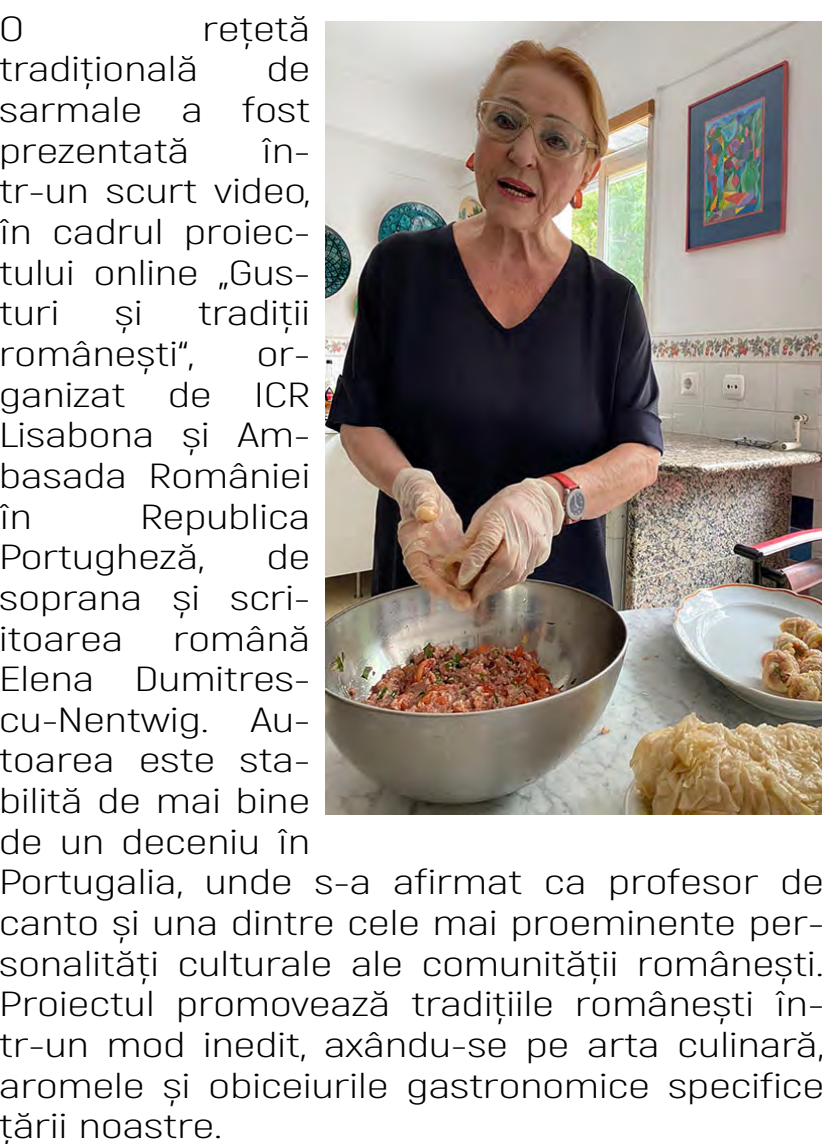 O rețetă
tradițională de
sarmale a fost
prezentată în-
tr-un scurt video,
în cadrul proiec-
tului online „Gus-
turi și tradiții
românești“, or-
ganizat de ICR
Lisabona și Am-
basada României
în Republica
Portugheză, de
soprana și scri-
itoarea română
Elena Dumitres-
cu-Nentwig. Au-
toarea este sta-
bilită de mai bine
de un deceniu în
Portugalia, unde s-a afirmat ca profesor de
canto și una dintre cele mai proeminente per-
sonalități culturale ale comunității românești.
Proiectul promovează tradițiile românești în-
tr-un mod inedit, axându-se pe arta culinară,
aromele și obiceiurile gastronomice specifice
țării noastre.